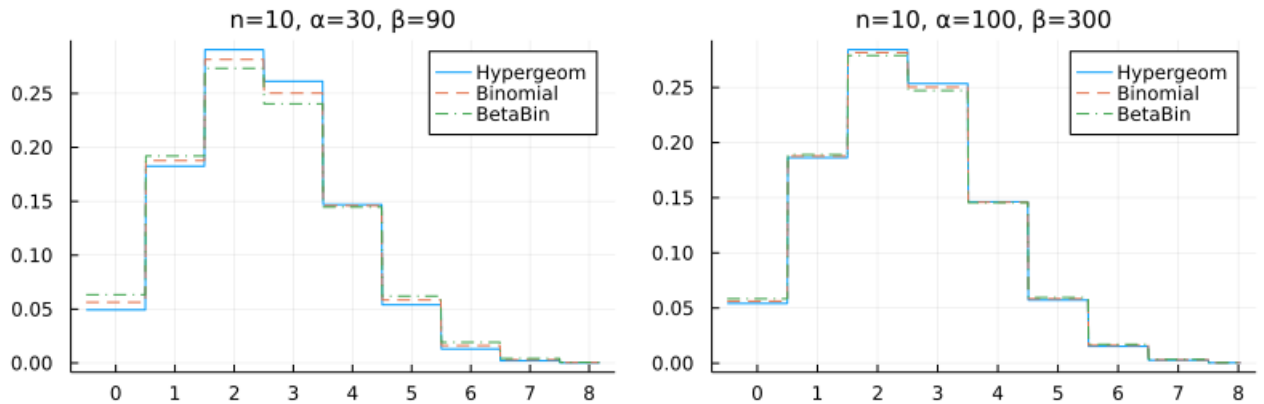 n=10, α=30, β=90
Hypergeom
Binomial
BetaBin
0.25
0.20
0.15
0.10
0.05
0.00
0 1 2 3 4 5 6 7 8
n=10, α=100, β=300
Hypergeom
Binomial
BetaBin
0.25
0.20
0.15
0.10
0.05
0.00
0 1 2 3 4 5 6 7 8